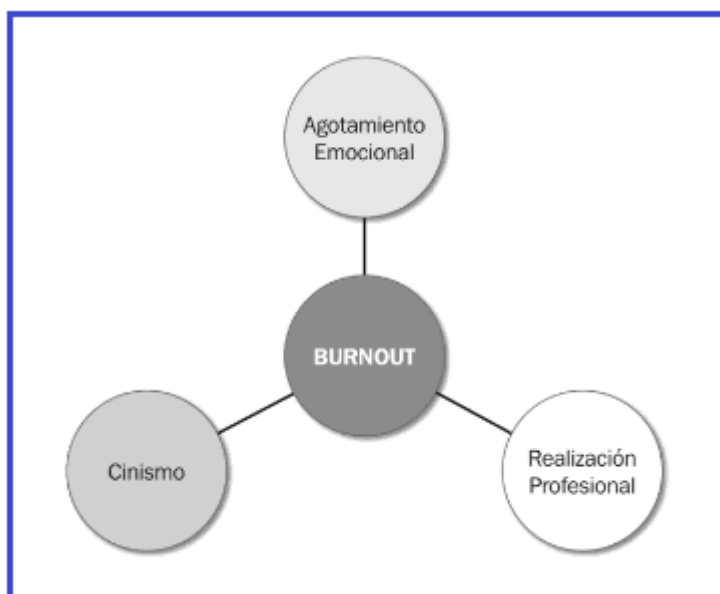 Agotamiento
Emocional
BURNOUT
Cinismo
Realización
Profesional